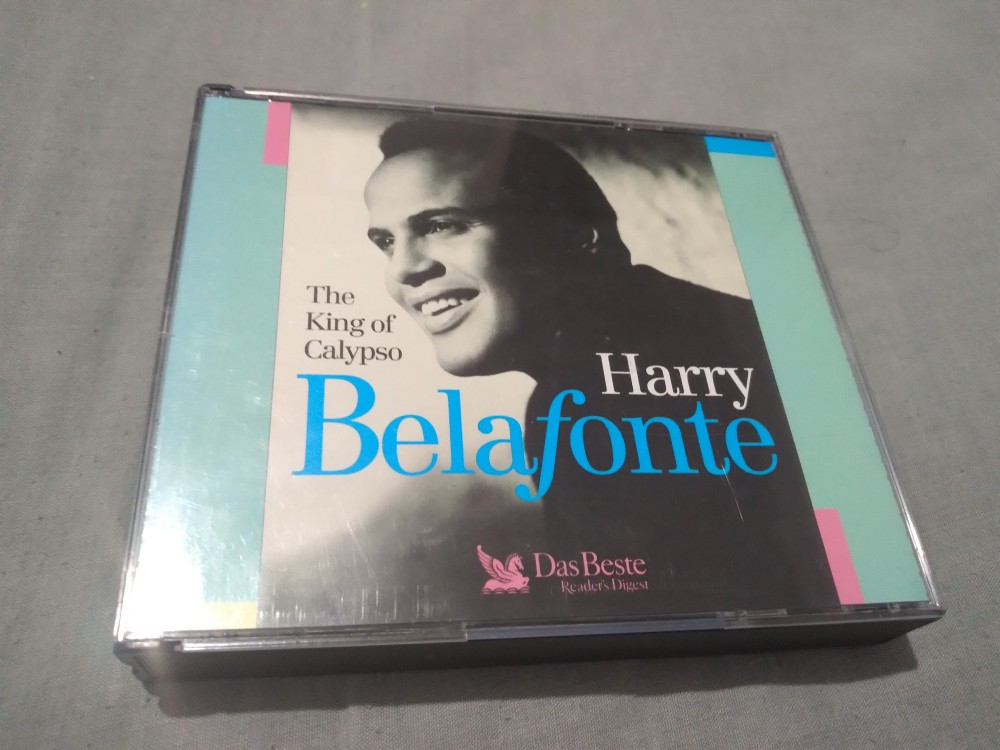 The
King of
Calypso
Harry
Belafonte
Das Beste
Reader's Digest